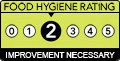 FOOD HYGIENE RATING
0 1 2 3 4 5
IMPROVEMENT NECESSARY